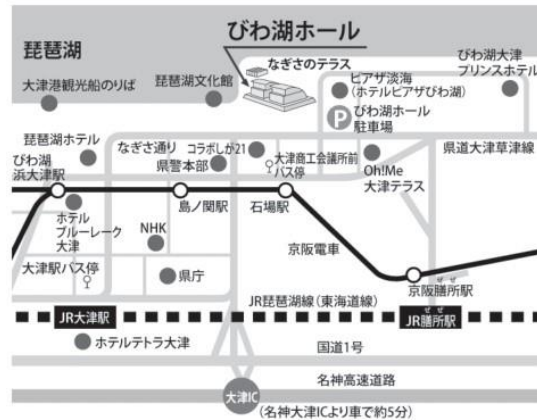 びわ湖ホール
琵琶湖
なぎさのテラス
大津港観光船のりば
琵琶湖文化館
ピアザ淡海
(ホテルピアザびわ湖)
びわ湖大津
プリンスホテル
P
びわ湖ホール
駐車場
琵琶湖ホテル
なぎさ通り
コラボしが21
県警本部
大津商工会議所前
バス停
県道大津草津線
Oh!Me
大津テラス
びわ湖
浜大津駅
島ノ関駅
石場駅
ホテル
ブルーレーク
大津
NHK
京阪電車
大津駅バス停
県庁
ぜぜ
京阪膳所駅
JR琵琶湖線(東海道線)
JR大津駅
ぜぜ
JR膳所駅
ホテルテトラ大津
国道1号
名神高速道路
大津IC
(名神大津ICより車で約5分)